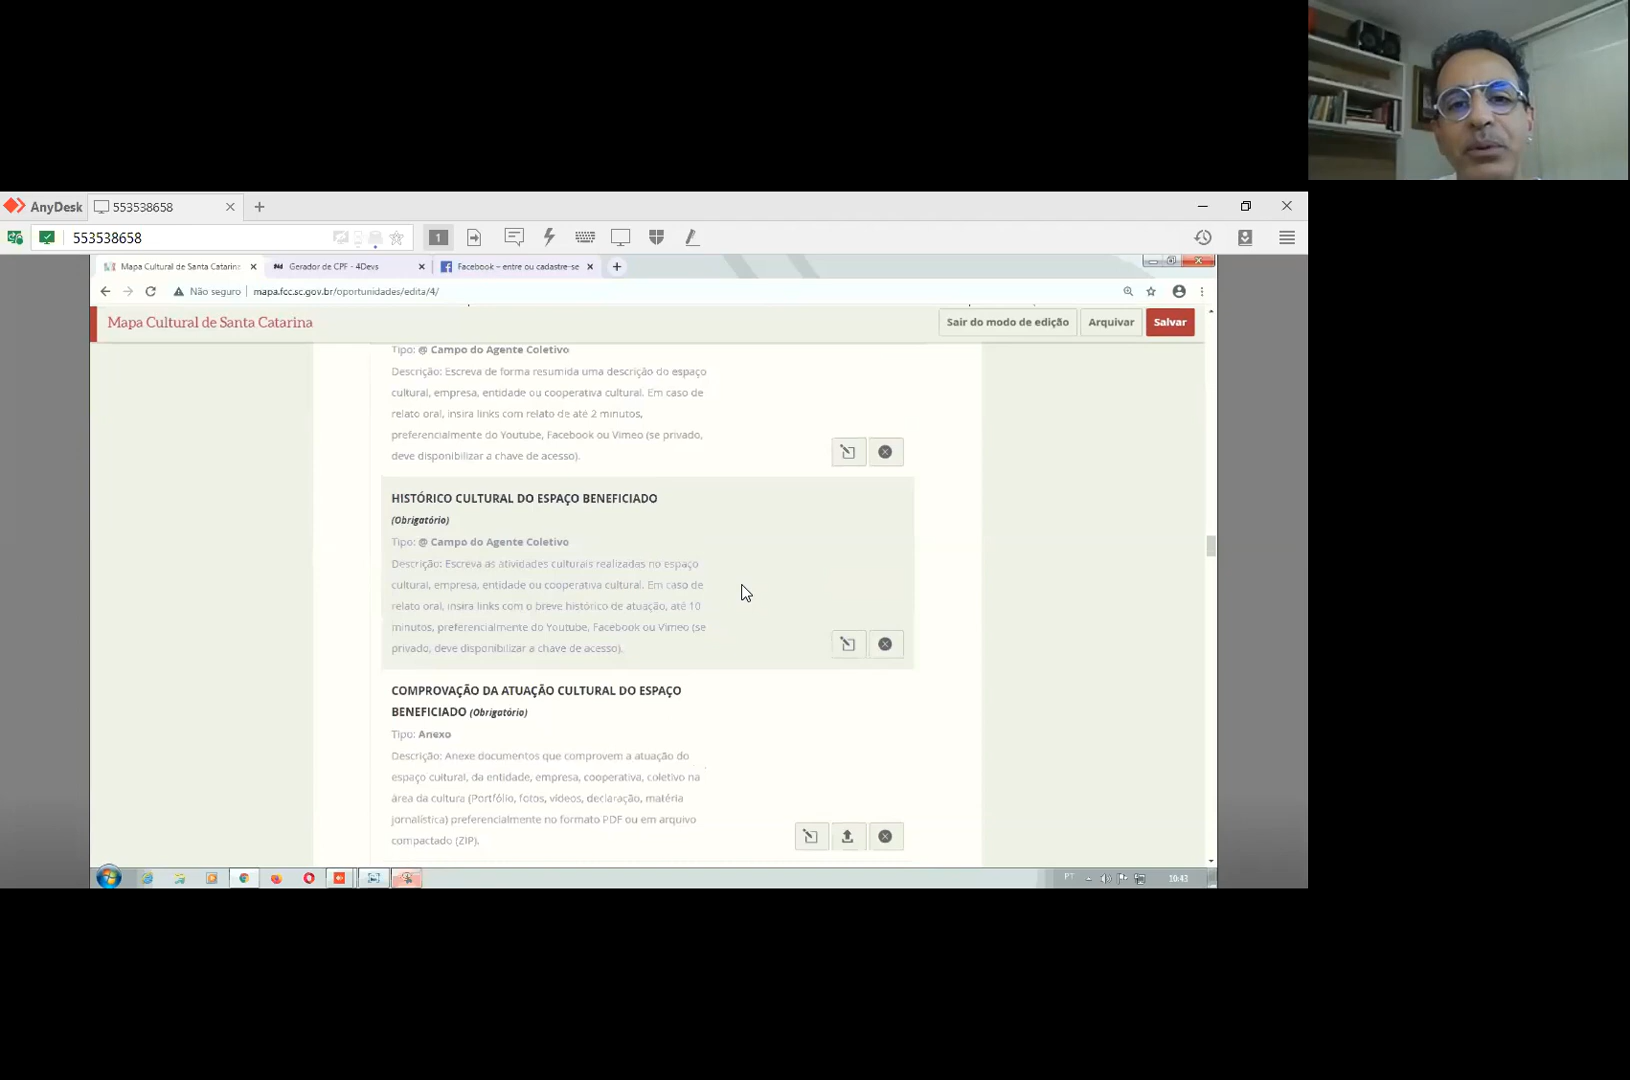 AnyDesk
553538658
553538658
1
Mapa Cultural de Santa Catarina
Gerador de CPF - 4Devs
Facebook – entre ou cadastre-se
Não seguro
mapa.fcc.sc.gov.br/oportunidades/edita/4/
Mapa Cultural de Santa Catarina
Sair do modo de edição
Arquivar
Salvar
Tipo: @ Campo do Agente Coletivo
Descrição: Escreva de forma resumida uma descrição do espaço
cultural, empresa, entidade ou cooperativa cultural. Em caso de
relato oral, insira links com relato de até 2 minutos,
preferencialmente do Youtube, Facebook ou Vimeo (se privado,
deve disponibilizar a chave de acesso).
HISTÓRICO CULTURAL DO ESPAÇO BENEFICIADO
(Obrigatório)
Tipo: @ Campo do Agente Coletivo
Descrição: Escreva as atividades culturais realizadas no espaço
cultural, empresa, entidade ou cooperativa cultural. Em caso de
relato oral, insira links com o breve histórico de atuação, até 10
minutos, preferencialmente do Youtube, Facebook ou Vimeo (se
privado, deve disponibilizar a chave de acesso).
COMPROVAÇÃO DA ATUAÇÃO CULTURAL DO ESPAÇO
BENEFICIADO (Obrigatório)
Tipo: Anexo
Descrição: Anexe documentos que comprovem a atuação do
espaço cultural, da entidade, empresa, cooperativa, coletivo na
área da cultura (Portfólio, fotos, vídeos, declaração, matéria
jornalística) preferencialmente no formato PDF ou em arquivo
compactado (ZIP).
PT
10:43